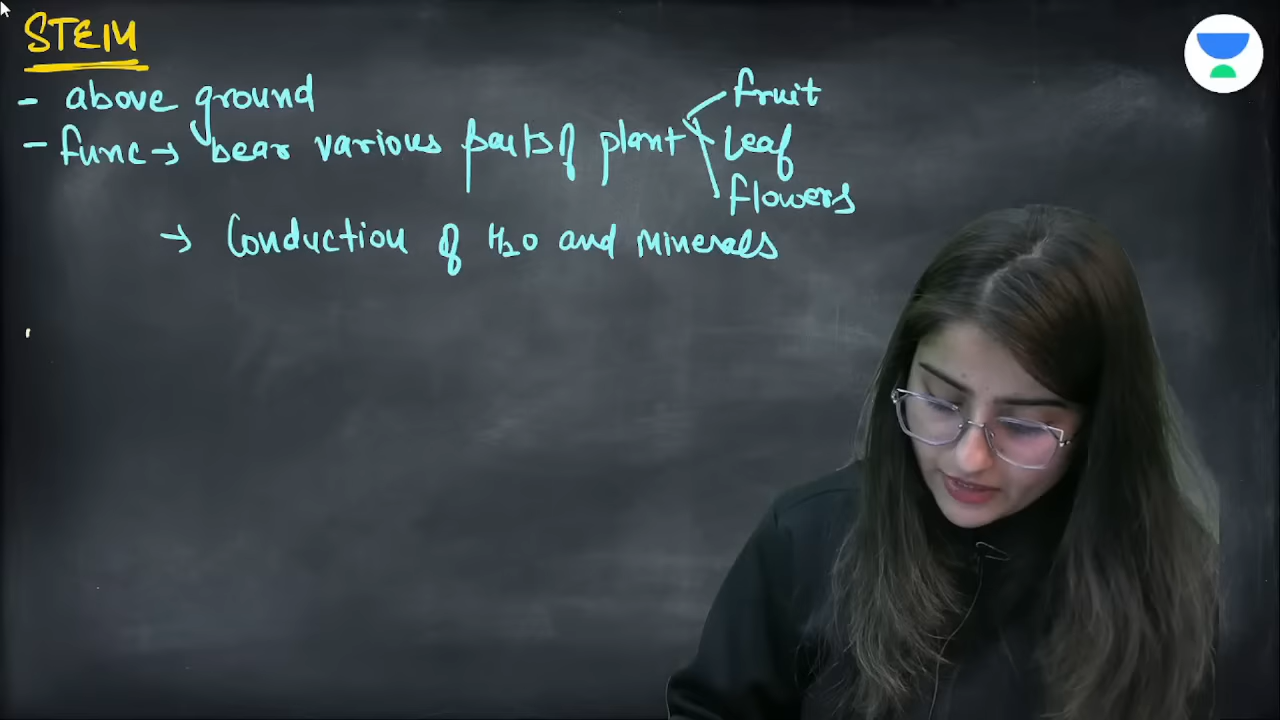 STEM
- above ground
- func → bear various parts of plant fruit
Leaf
flowers
→ Conduction of H₂O and minerals